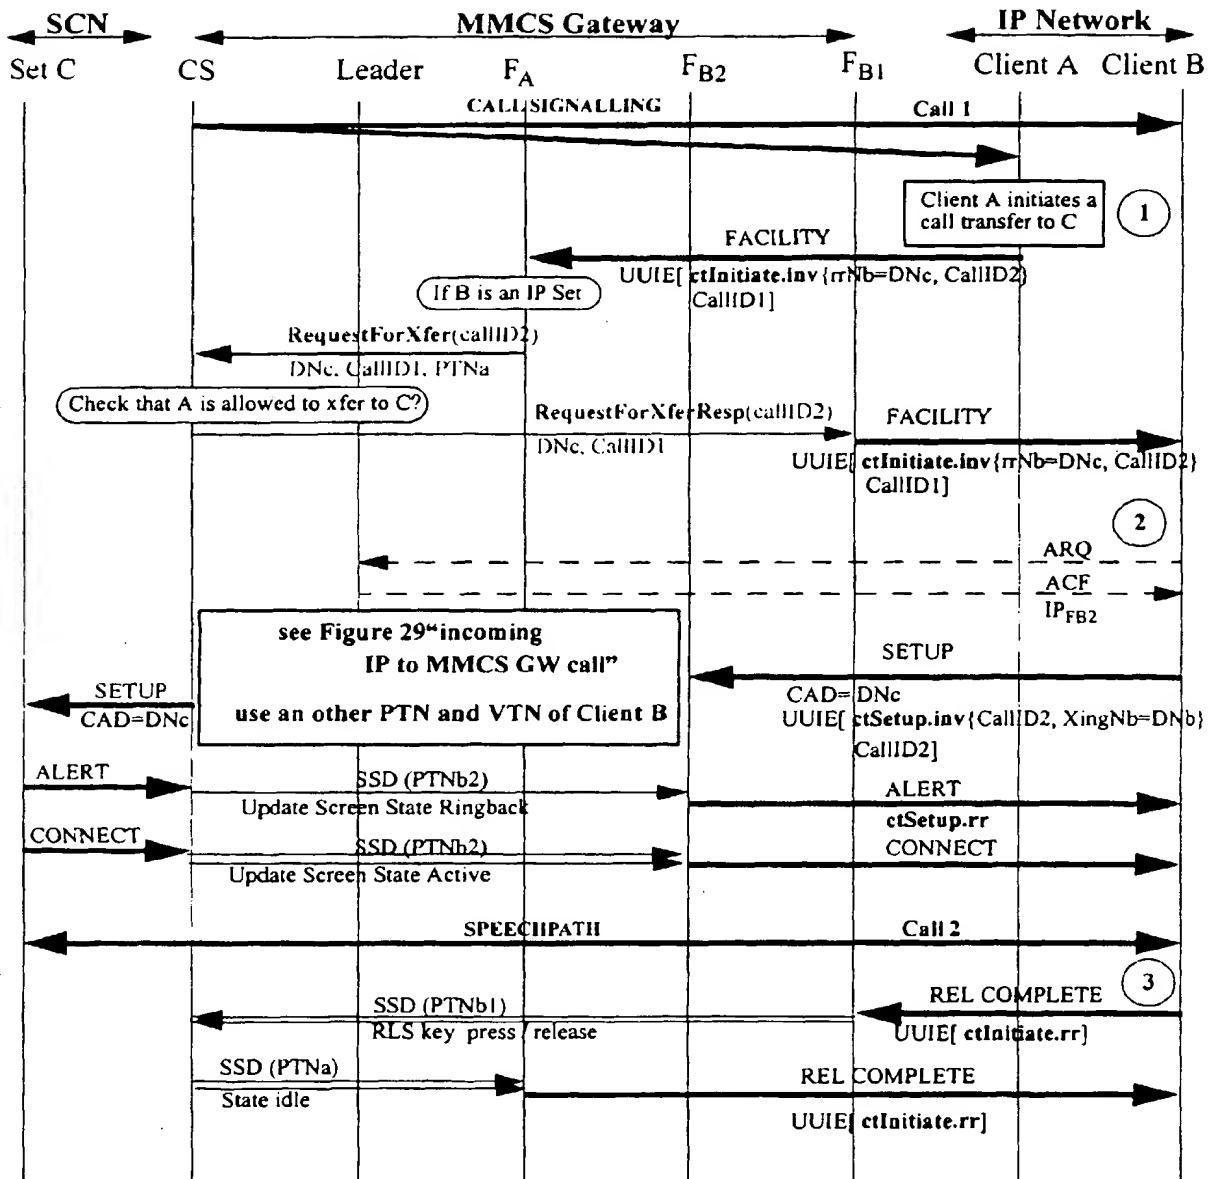 SCN MMCS Gateway IP Network
Set C CS Leader FA FB2 FB1 Client A Client B
CALL SIGNALLING Call 1
Client A initiates a
call transfer to C
1
FACILITY
UUIE[ ctInitiate.inv{rrNb=DNc, CallID2}
CallID1]
If B is an IP Set
RequestForXfer(callID2)
DNc, CallID1, PTNa
Check that A is allowed to xfer to C?
RequestForXferResp(callID2)
DNc, CallID1
FACILITY
UUIE[ ctInitiate.inv{rrNb=DNc, CallID2}
CallID1]
2
ARQ
ACF
IPFB2
see Figure 29“incoming
IP to MMCS GW call”
use an other PTN and VTN of Client B
SETUP
CAD=DNc
UUIE[ ctSetup.inv{CallID2, XingNb=DNb}
CallID2]
SETUP
CAD=DNc
ALERT
SSD (PTNb2)
Update Screen State Ringback
ALERT
ctSetup.rr
CONNECT
SSD (PTNb2)
Update Screen State Active
CONNECT
SPEECHPATH Call 2
3
REL COMPLETE
UUIE[ ctInitiate.rr]
SSD (PTNb1)
RLS key press / release
SSD (PTNa)
State idle
REL COMPLETE
UUIE[ ctInitiate.rr]